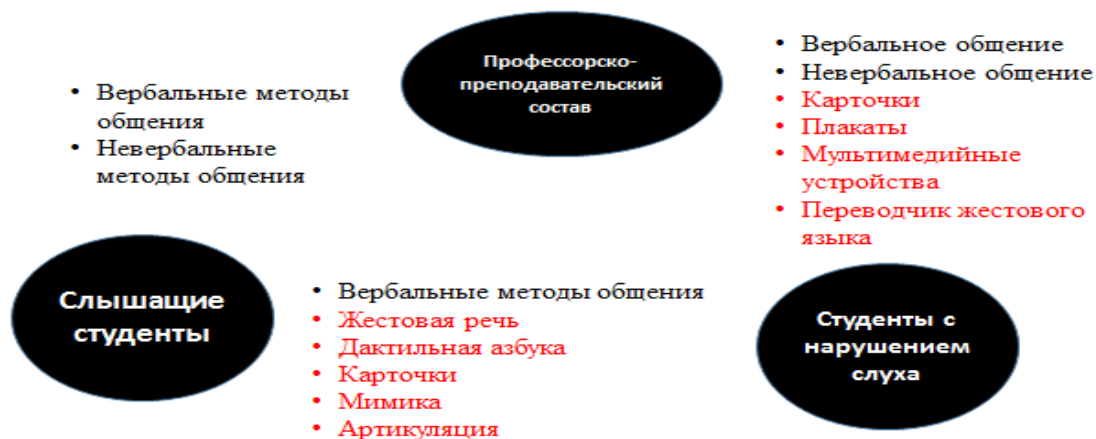 Профессорско-
преподавательский
состав
• Вербальные методы
общения
• Невербальные
методы общения
• Вербальное общение
• Невербальное общение
• Карточки
• Плакаты
• Мультимедийные
устройства
• Переводчик жестового
языка
Слышащие
студенты
• Вербальные методы общения
• Жестовая речь
• Дактильная азбука
• Карточки
• Мимика
• Артикуляция
Студенты с
нарушением
слуха